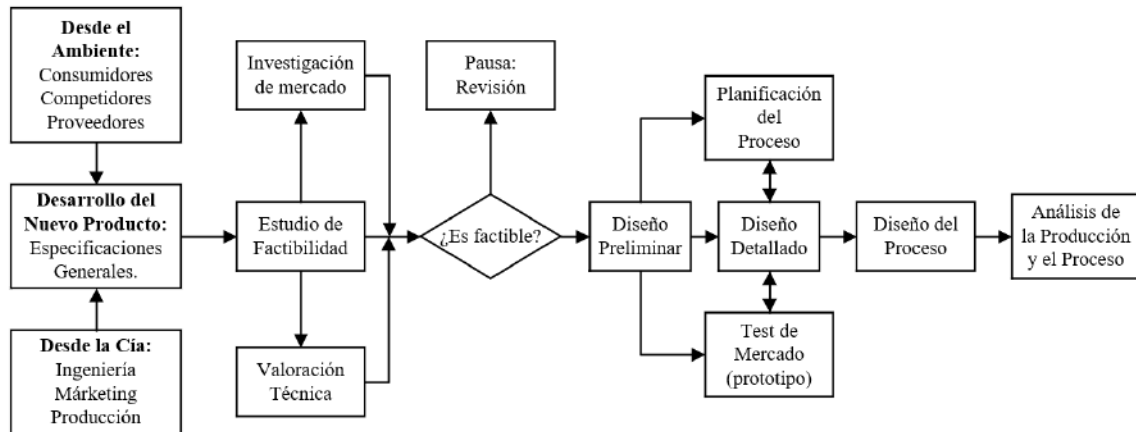 Desde el
Ambiente:
Consumidores
Competidores
Proveedores
Desarrollo del
Nuevo Producto:
Especificaciones
Generales.
Desde la Cía:
Ingeniería
Márketing
Producción
Investigación
de mercado
Estudio de
Factibilidad
Valoración
Técnica
Pausa:
Revisión
¿Es factible?
Diseño
Preliminar
Planificación
del
Proceso
Diseño
Detallado
Test de
Mercado
(prototipo)
Diseño del
Proceso
Análisis de
la Producción
y el Proceso